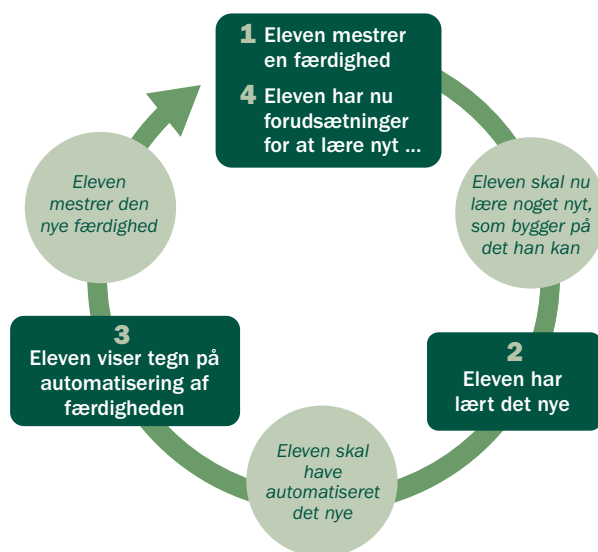 1 Eleven mestrer
en færdighed
4 Eleven har nu
forudsætninger
for at lære nyt ...
Eleven skal nu
lære noget nyt,
som bygger på
det han kan
2
Eleven har
lært det nye
Eleven skal
have
automatiseret
det nye
3
Eleven viser tegn på
automatisering af
færdigheden
Eleven
mestrer den
nye færdighed